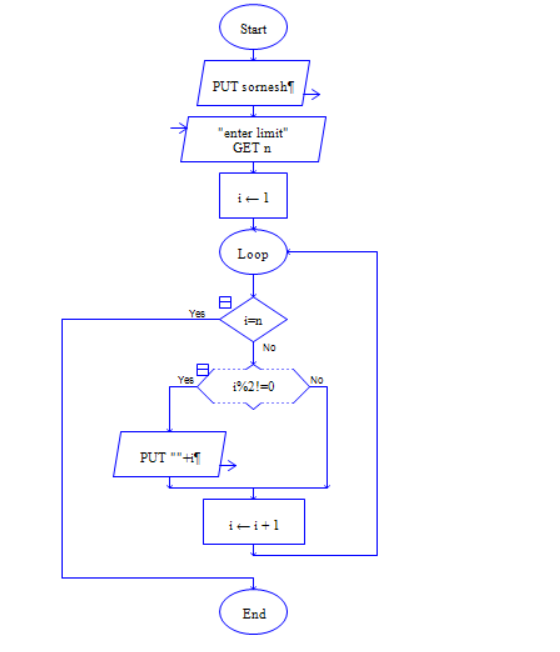 Start
PUT sornesh¶
"enter limit"
GET n
i ← 1
Loop
Yes
i=n
No
Yes
i%2!=0
No
PUT ""+i¶
i ← i + 1
End